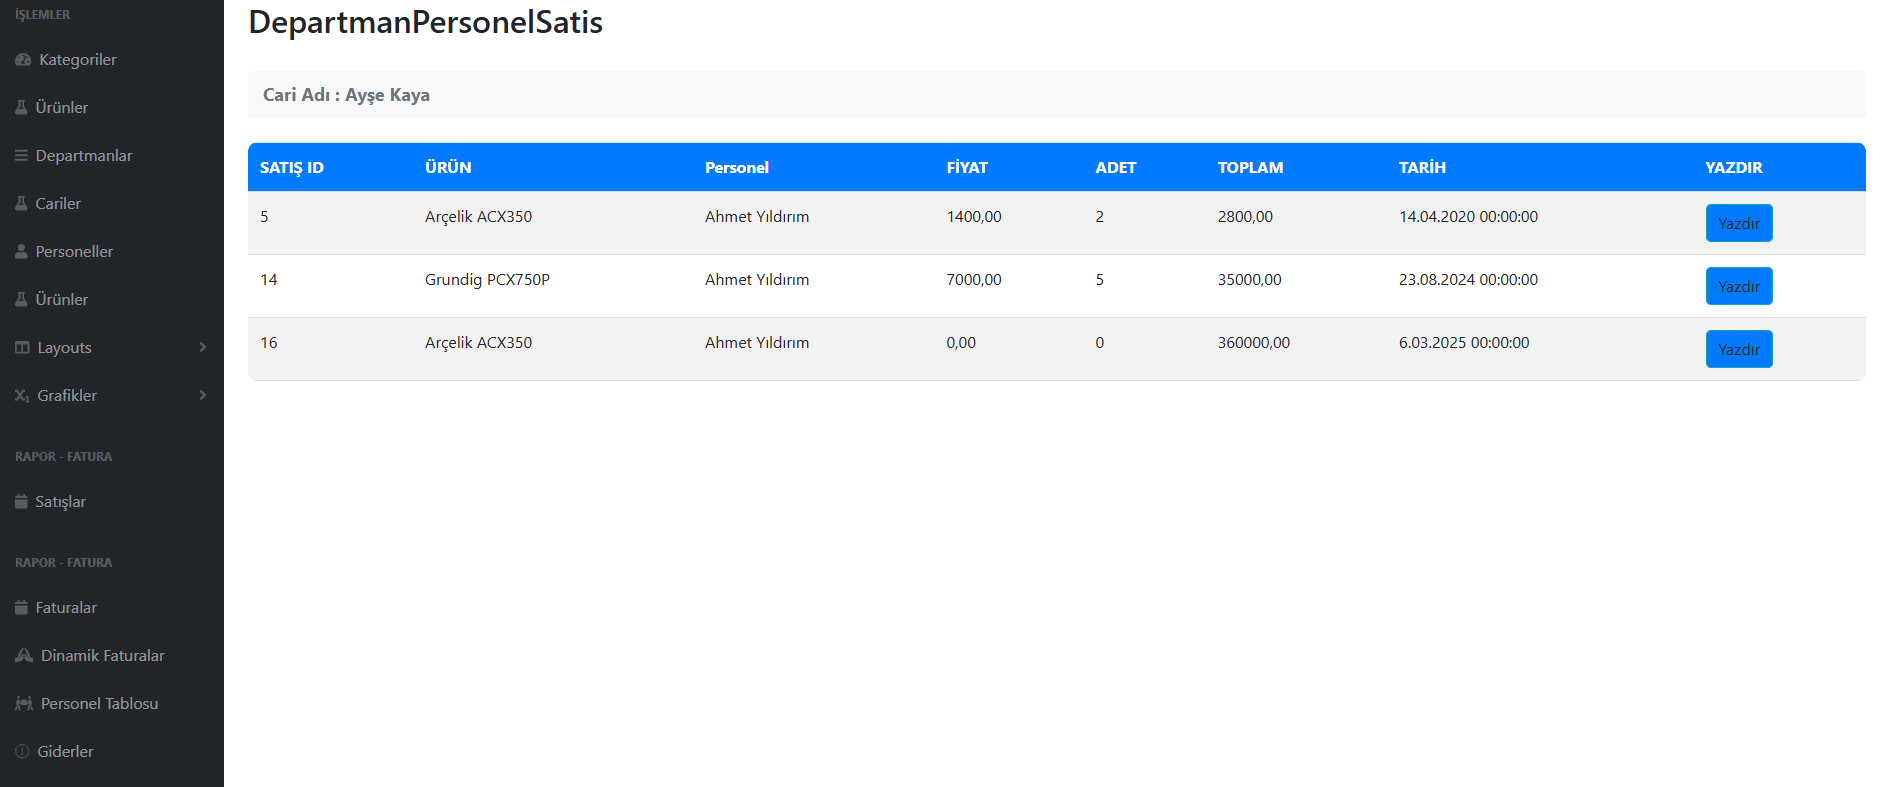 İŞLEMLER
Kategoriler
Ürünler
Departmanlar
Cariler
Personeller
Ürünler
Layouts
Grafikler
RAPOR - FATURA
Satışlar
RAPOR - FATURA
Faturalar
Dinamik Faturalar
Personel Tablosu
Giderler
DepartmanPersonelSatis
Cari Adı : Ayşe Kaya
SATIŞ ID ÜRÜN Personel FİYAT ADET TOPLAM TARİH YAZDIR
5 Arçelik ACX350 Ahmet Yıldırım 1400,00 2 2800,00 14.04.2020 00:00:00 Yazdır
14 Grundig PCX750P Ahmet Yıldırım 7000,00 5 35000,00 23.08.2024 00:00:00 Yazdır
16 Arçelik ACX350 Ahmet Yıldırım 0,00 0 360000,00 6.03.2025 00:00:00 Yazdır